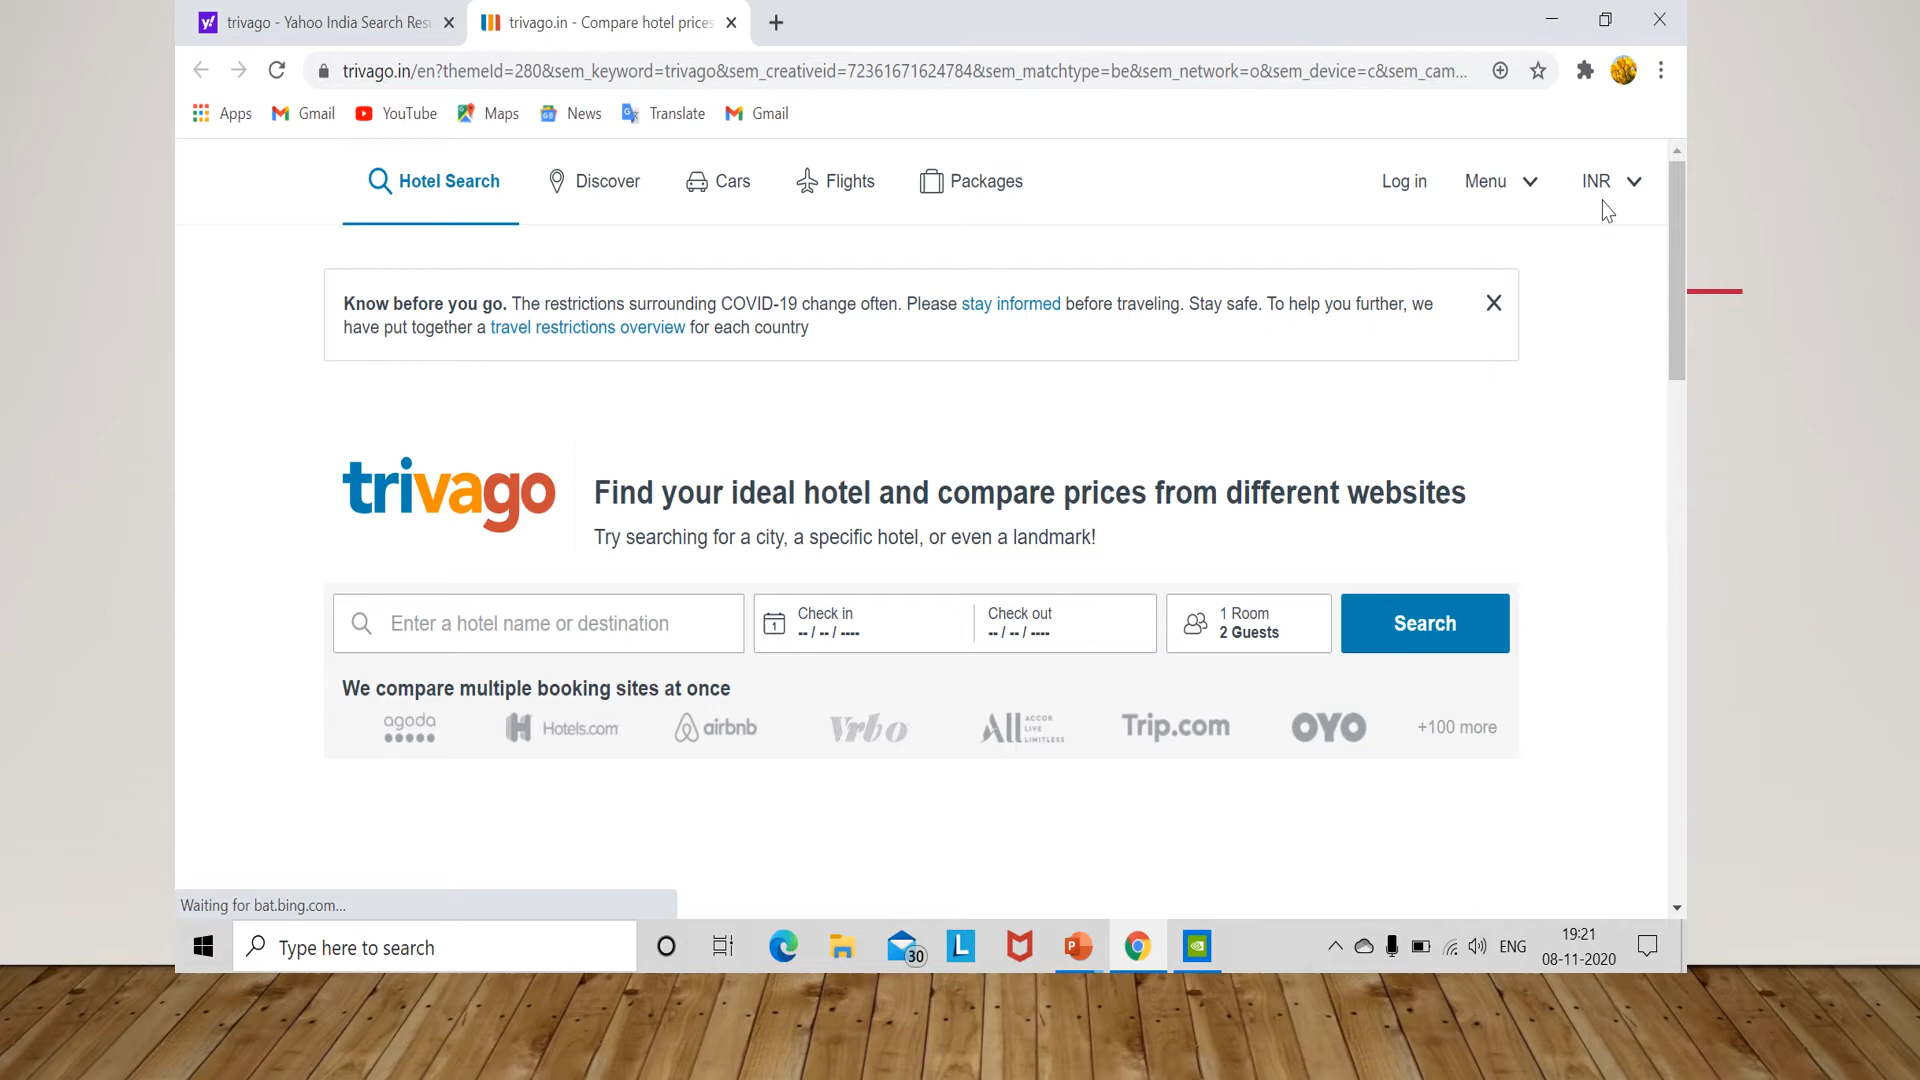 trivago - Yahoo India Search Res
trivago.in - Compare hotel prices
trivago.in/en?themeId=280&sem_keyword=trivago&sem_creativeid=72361671624784&sem_matchtype=be&sem_network=o&sem_device=c&sem_cam...
Apps
Gmail
YouTube
Maps
News
Translate
Gmail
Hotel Search
Discover
Cars
Flights
Packages
Log in
Menu
INR
Know before you go. The restrictions surrounding COVID-19 change often. Please stay informed before traveling. Stay safe. To help you further, we
have put together a travel restrictions overview for each country
trivago
Find your ideal hotel and compare prices from different websites
Try searching for a city, a specific hotel, or even a landmark!
Enter a hotel name or destination
1
Check in
-- / -- / ----
Check out
-- / -- / ----
1 Room
2 Guests
Search
We compare multiple booking sites at once
agoda
Hotels.com
airbnb
Vrbo
All ACCOR LIVE LIMITLESS
Trip.com
OYO
+100 more
Waiting for bat.bing.com...
Type here to search
30
L
P
ENG
19:21
08-11-2020